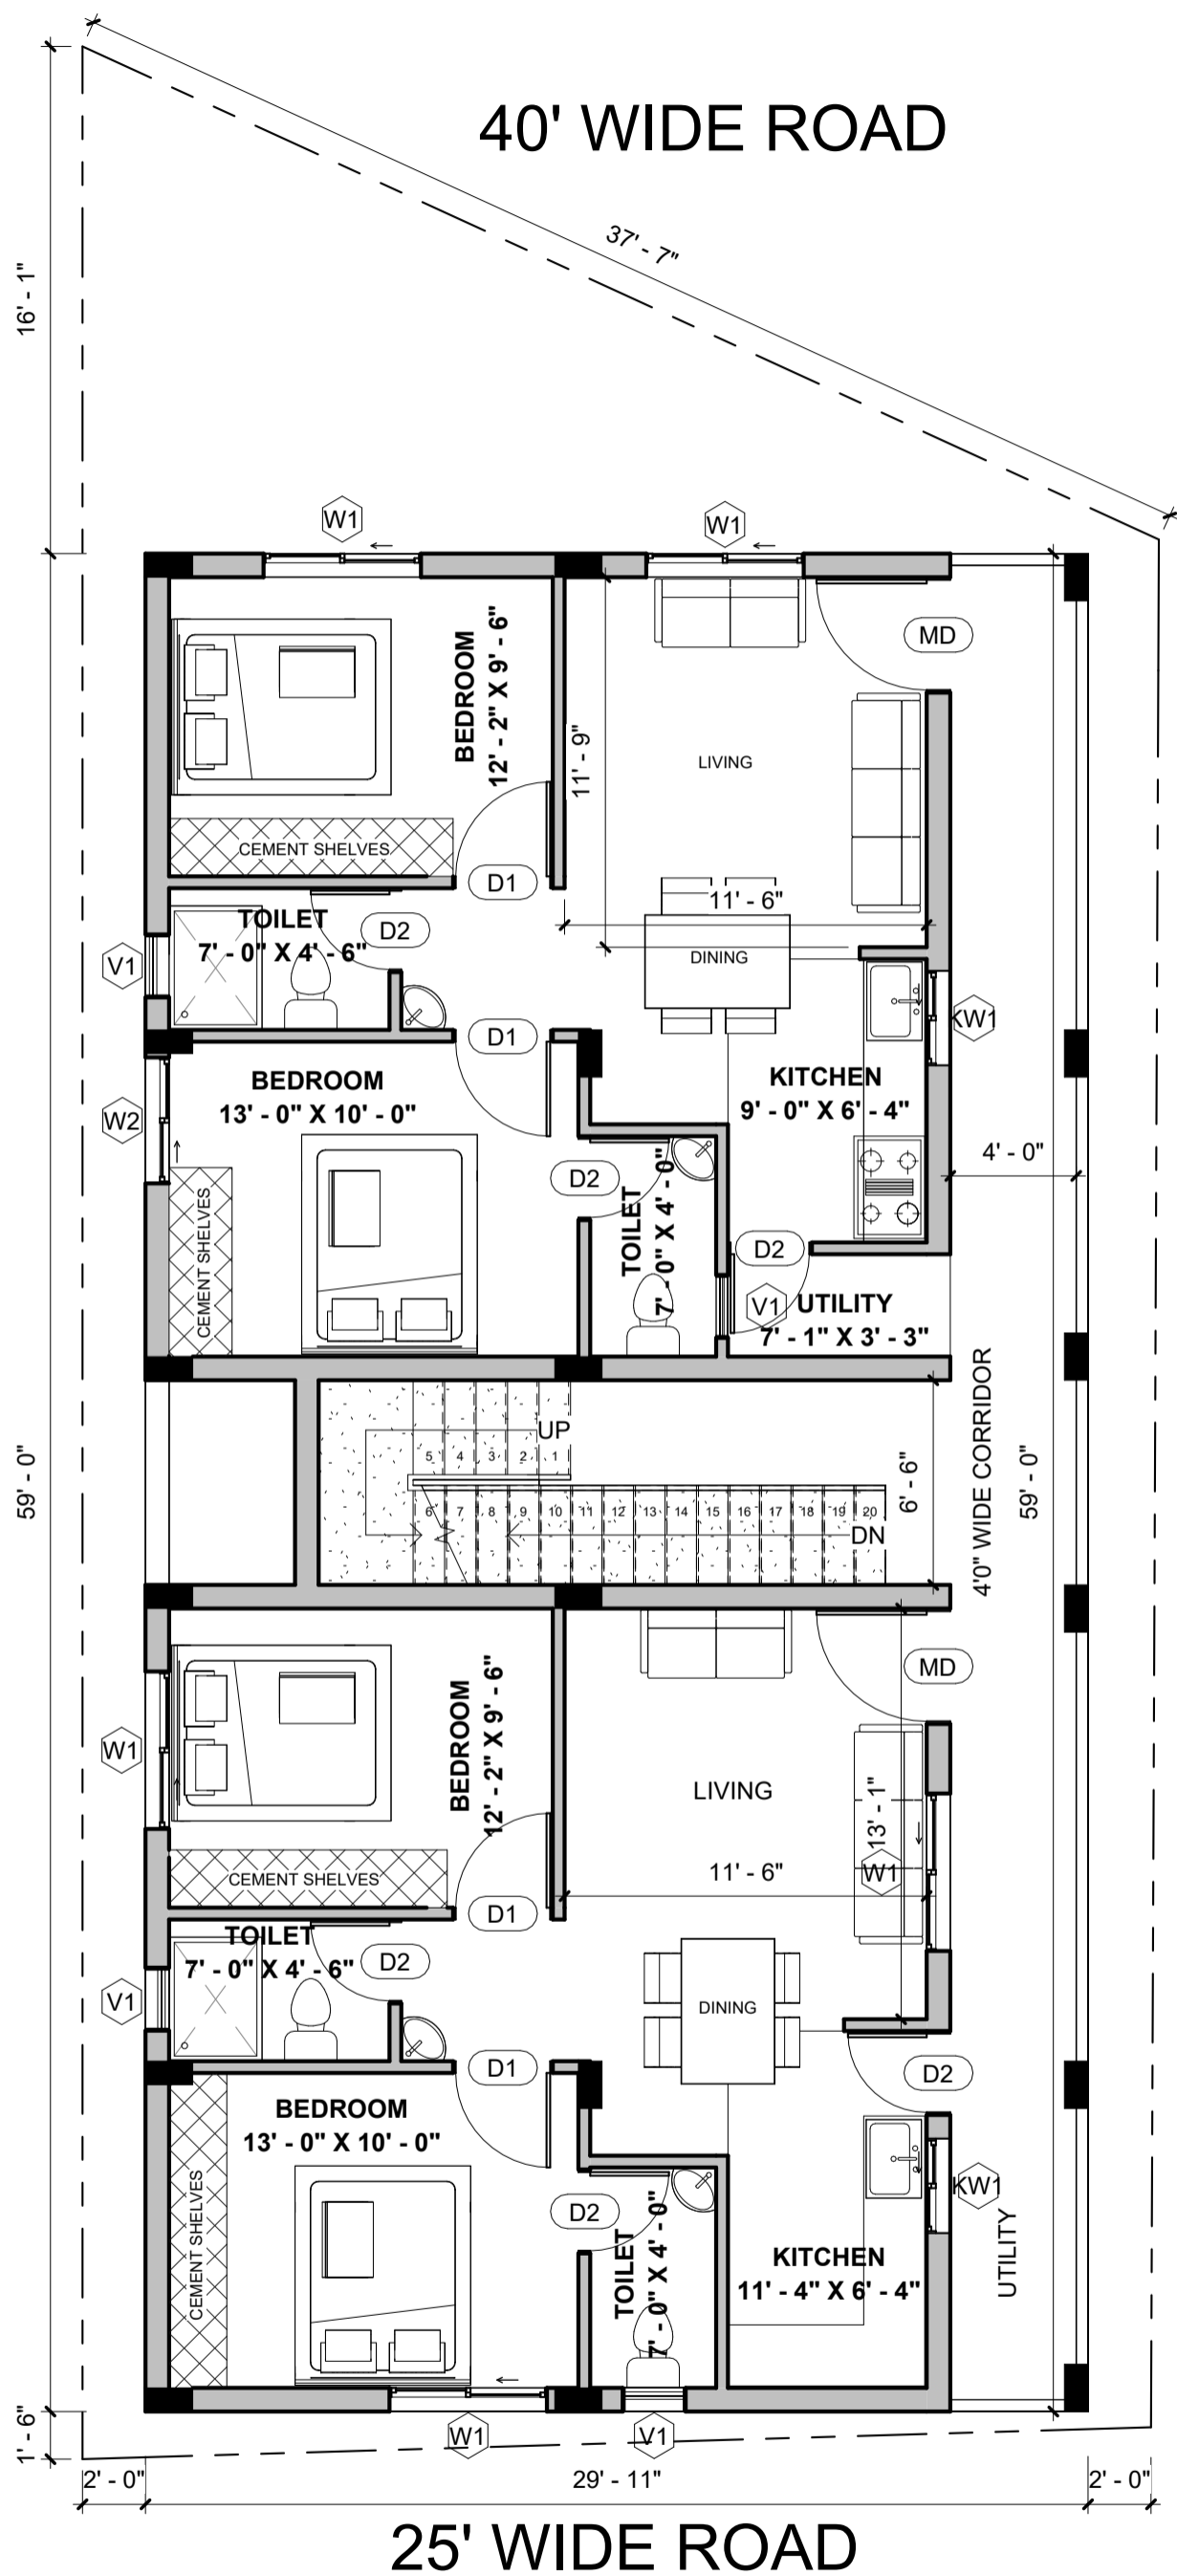 40' WIDE ROAD
37' - 7"
16' - 1"
W1
W1
MD
BEDROOM
12' - 2" X 9' - 6"
11' - 9"
LIVING
CEMENT SHELVES
D1
11' - 6"
TOILET
7' - 0" X 4' - 6"
D2
DINING
V1
KW1
D1
BEDROOM
13' - 0" X 10' - 0"
KITCHEN
9' - 0" X 6' - 4"
W2
4' - 0"
D2
TOILET
7' - 0" X 4' - 0"
CEMENT SHELVES
D2
V1
UTILITY
7' - 1" X 3' - 3"
59' - 0"
UP
5 4 3 2 1
6 7 8 9 10 11 12 13 14 15 16 17 18 19 20
DN
6' - 6"
4'0" WIDE CORRIDOR
59' - 0"
MD
BEDROOM
12' - 2" X 9' - 6"
W1
LIVING
13' - 1"
W1
11' - 6"
CEMENT SHELVES
D1
TOILET
7' - 0" X 4' - 6"
D2
V1
DINING
D1
D2
BEDROOM
13' - 0" X 10' - 0"
CEMENT SHELVES
KW1
D2
TOILET
7' - 0" X 4' - 0"
KITCHEN
11' - 4" X 6' - 4"
UTILITY
1' - 6"
W1
V1
2' - 0"
29' - 11"
2' - 0"
25' WIDE ROAD